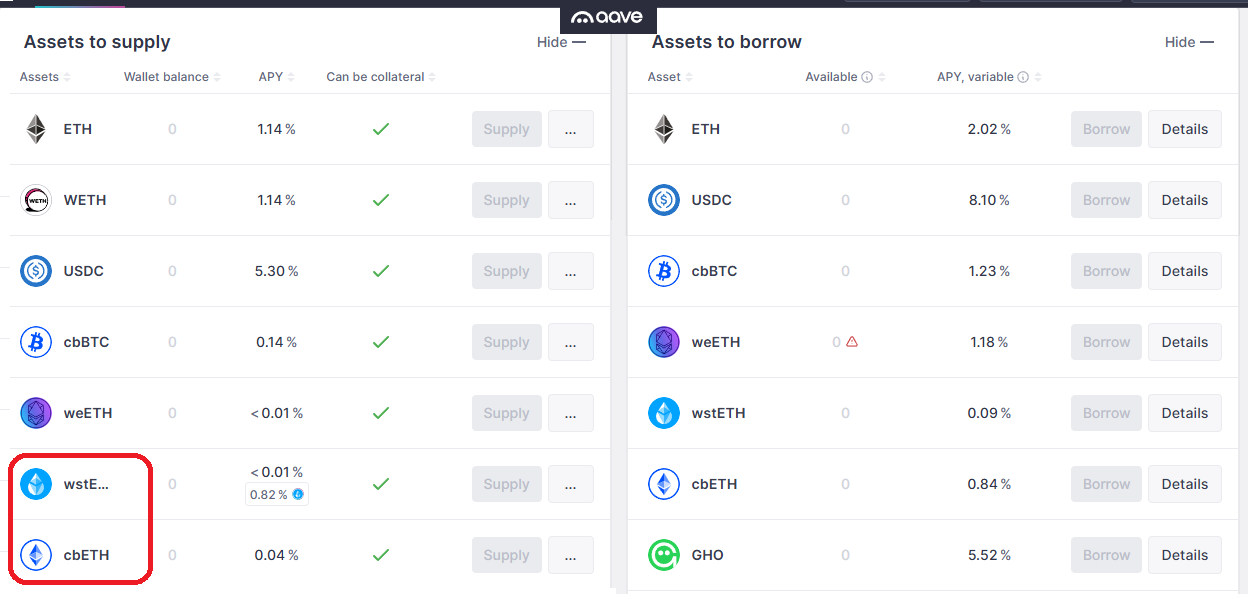 aave
Assets to supply
Hide —
Assets
Wallet balance
APY
Can be collateral
ETH
0
1.14 %
Supply
...
WETH
WETH
0
1.14 %
Supply
...
USDC
0
5.30 %
Supply
...
cbBTC
0
0.14 %
Supply
...
weETH
0
< 0.01 %
Supply
...
wstE...
0
< 0.01 %
0.82 %
Supply
...
cbETH
0
0.04 %
Supply
...
Assets to borrow
Hide —
Asset
Available
APY, variable
ETH
0
2.02 %
Borrow
Details
USDC
0
8.10 %
Borrow
Details
cbBTC
0
1.23 %
Borrow
Details
weETH
0
1.18 %
Borrow
Details
wstETH
0
0.09 %
Borrow
Details
cbETH
0
0.84 %
Borrow
Details
GHO
0
5.52 %
Borrow
Details